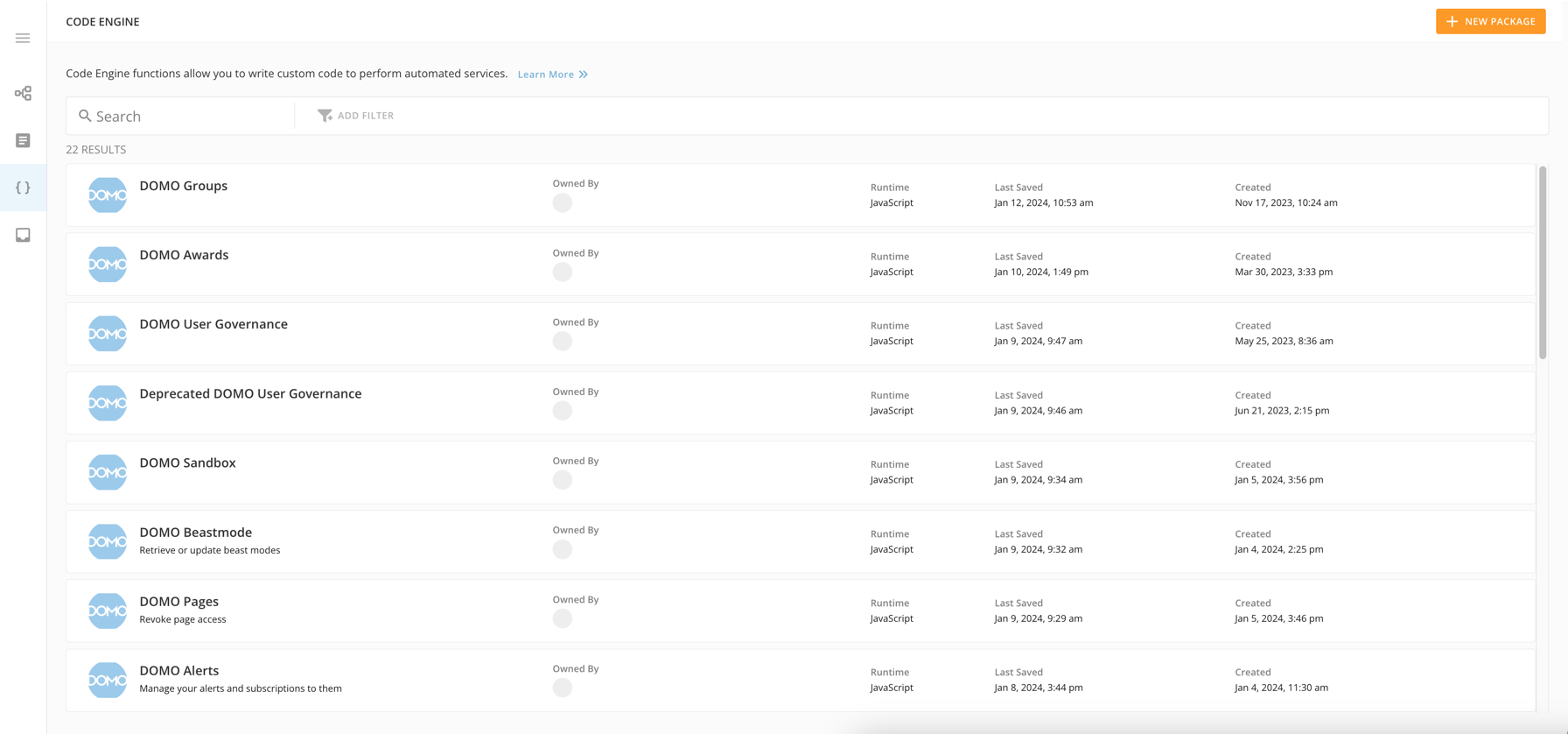 CODE ENGINE
NEW PACKAGE
Code Engine functions allow you to write custom code to perform automated services. Learn More
Search
ADD FILTER
22 RESULTS
DOMO
DOMO Groups
Owned By
Runtime
JavaScript
Last Saved
Jan 12, 2024, 10:53 am
Created
Nov 17, 2023, 10:24 am
DOMO
DOMO Awards
Owned By
Runtime
JavaScript
Last Saved
Jan 10, 2024, 1:49 pm
Created
Mar 30, 2023, 3:33 pm
DOMO
DOMO User Governance
Owned By
Runtime
JavaScript
Last Saved
Jan 9, 2024, 9:47 am
Created
May 25, 2023, 8:36 am
DOMO
Deprecated DOMO User Governance
Owned By
Runtime
JavaScript
Last Saved
Jan 9, 2024, 9:46 am
Created
Jun 21, 2023, 2:15 pm
DOMO
DOMO Sandbox
Owned By
Runtime
JavaScript
Last Saved
Jan 9, 2024, 9:34 am
Created
Jan 5, 2024, 3:56 pm
DOMO
DOMO Beastmode
Retrieve or update beast modes
Owned By
Runtime
JavaScript
Last Saved
Jan 9, 2024, 9:32 am
Created
Jan 4, 2024, 2:25 pm
DOMO
DOMO Pages
Revoke page access
Owned By
Runtime
JavaScript
Last Saved
Jan 9, 2024, 9:29 am
Created
Jan 5, 2024, 3:46 pm
DOMO
DOMO Alerts
Manage your alerts and subscriptions to them
Owned By
Runtime
JavaScript
Last Saved
Jan 8, 2024, 3:44 pm
Created
Jan 4, 2024, 11:30 am